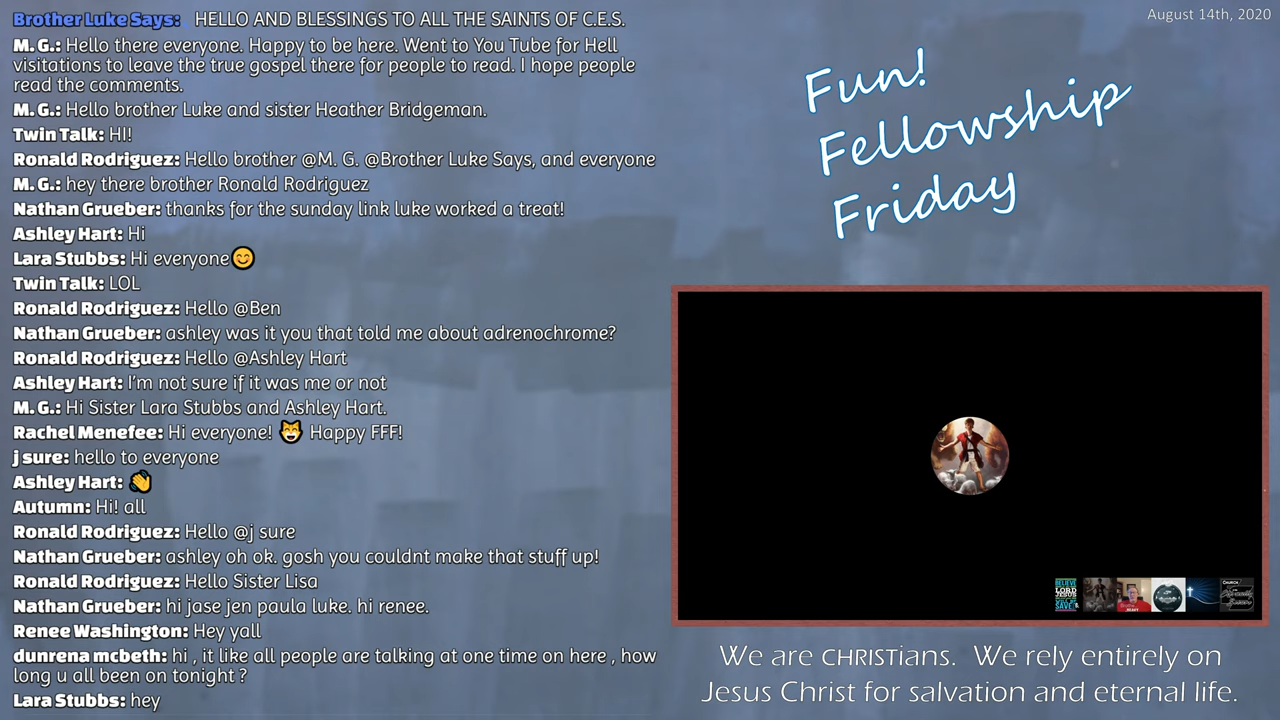 Brother Luke Says: HELLO AND BLESSINGS TO ALL THE SAINTS OF C.E.S.
M. G.: Hello there everyone. Happy to be here. Went to You Tube for Hell
visitations to leave the true gospel there for people to read. I hope people
read the comments.
M. G.: Hello brother Luke and sister Heather Bridgeman.
Twin Talk: HI!
Ronald Rodriguez: Hello brother @M. G. @Brother Luke Says, and everyone
M. G.: hey there brother Ronald Rodriguez
Nathan Grueber: thanks for the sunday link luke worked a treat!
Ashley Hart: Hi
Lara Stubbs: Hi everyone😊
Twin Talk: LOL
Ronald Rodriguez: Hello @Ben
Nathan Grueber: ashley was it you that told me about adrenochrome?
Ronald Rodriguez: Hello @Ashley Hart
Ashley Hart: I'm not sure if it was me or not
M. G.: Hi Sister Lara Stubbs and Ashley Hart.
Rachel Menefee: Hi everyone! 😸 Happy FFF!
j sure: hello to everyone
Ashley Hart: 👋
Autumn: Hi! all
Ronald Rodriguez: Hello @j sure
Nathan Grueber: ashley oh ok. gosh you couldnt make that stuff up!
Ronald Rodriguez: Hello Sister Lisa
Nathan Grueber: hi jase jen paula luke. hi renee.
Renee Washington: Hey yall
dunrena mcbeth: hi , it like all people are talking at one time on here , how
long u all been on tonight ?
Lara Stubbs: hey
August 14th, 2020
Fun!
Fellowship
Friday
BELIEVE
LORD
JESUS
SAVE
CHURCH
We are CHRISTians. We rely entirely on
Jesus Christ for salvation and eternal life.